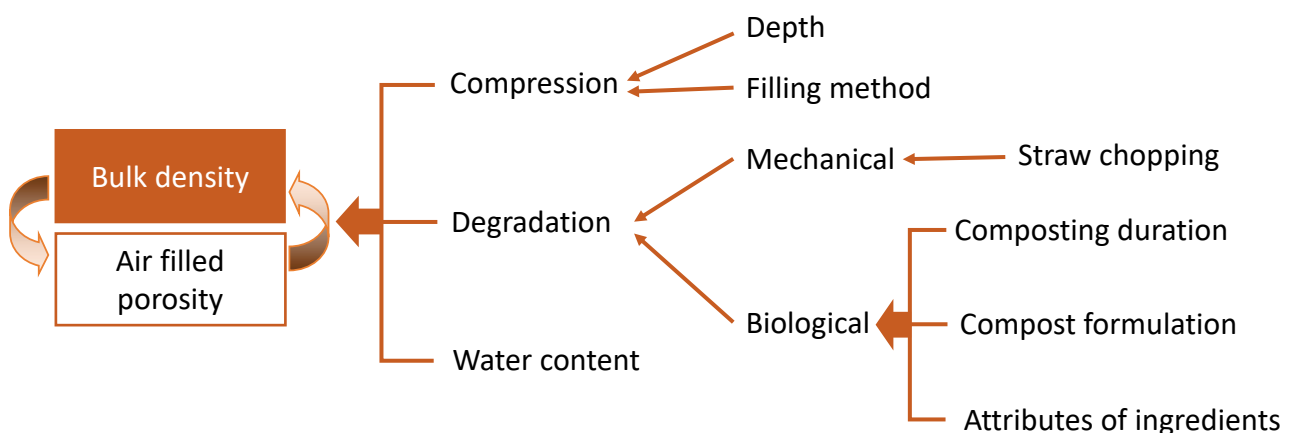 Bulk density
Air filled
porosity
Compression
Degradation
Water content
Depth
Filling method
Mechanical
Biological
Straw chopping
Composting duration
Compost formulation
Attributes of ingredients